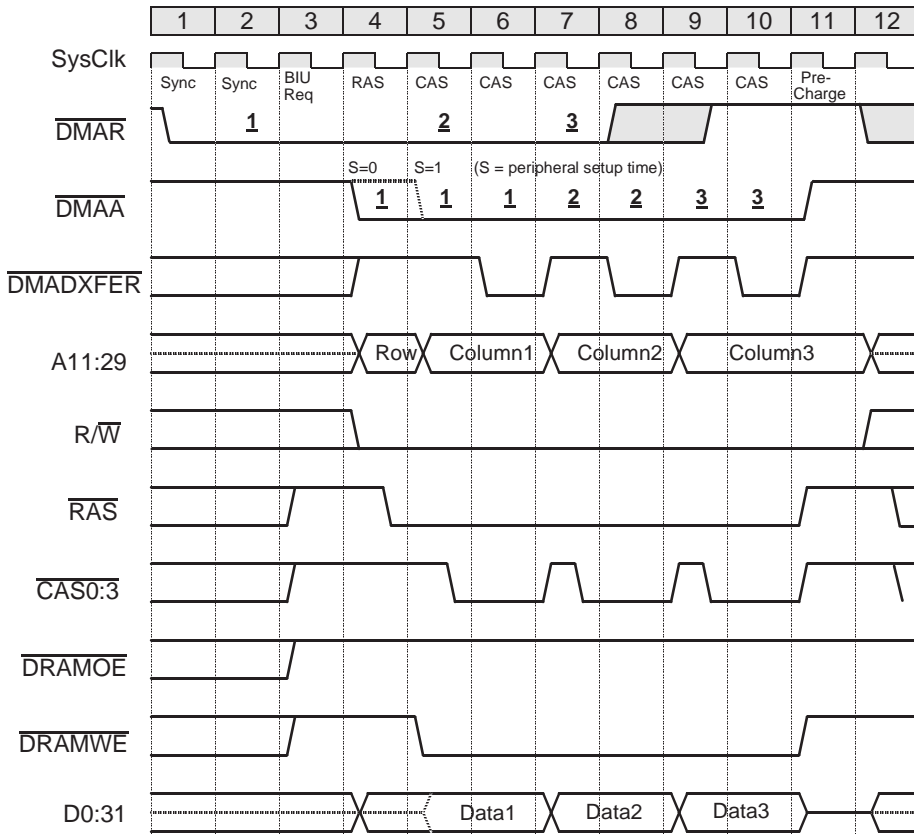 1 2 3 4 5 6 7 8 9 10 11 12
SysClk
Sync Sync BIU Req RAS CAS CAS CAS CAS CAS CAS Pre-Charge
DMAR 1 2 3
S=0 S=1 (S = peripheral setup time)
DMAA 1 1 1 2 2 3 3
DMADXFER
A11:29 Row Column1 Column2 Column3
R/W
RAS
CAS0:3
DRAMOE
DRAMWE
D0:31 Data1 Data2 Data3